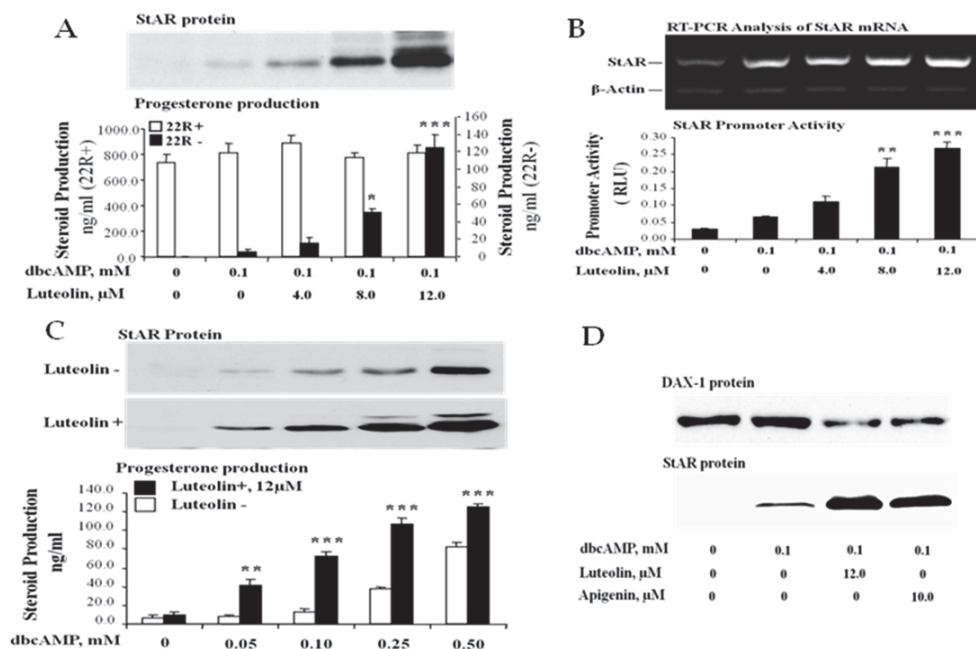 A
StAR protein
Progesterone production
22R+
22R -
Steroid Production
ng/ml (22R+)
1000.0
800.0
600.0
400.0
200.0
0.0
160
140
120
100
80
60
40
20
0
Steroid Production
ng/ml (22R-)
*
***
dbcAMP, mM 0 0.1 0.1 0.1 0.1
Luteolin, µM 0 0 4.0 8.0 12.0
B
RT-PCR Analysis of StAR mRNA
StAR
β-Actin
StAR Promoter Activity
Promoter Activity
( RLU)
0.30
0.25
0.20
0.15
0.10
0.05
0.00
**
***
dbcAMP, mM 0 0.1 0.1 0.1 0.1
Luteolin, µM 0 0 4.0 8.0 12.0
C
StAR Protein
Luteolin -
Luteolin +
Progesterone production
Luteolin+, 12µM
Luteolin -
Steroid Production
ng/ml
140.0
120.0
100.0
80.0
60.0
40.0
20.0
0.0
**
***
***
***
dbcAMP, mM 0 0.05 0.10 0.25 0.50
D
DAX-1 protein
StAR protein
dbcAMP, mM 0 0.1 0.1 0.1
Luteolin, µM 0 0 12.0 0
Apigenin, µM 0 0 0 10.0